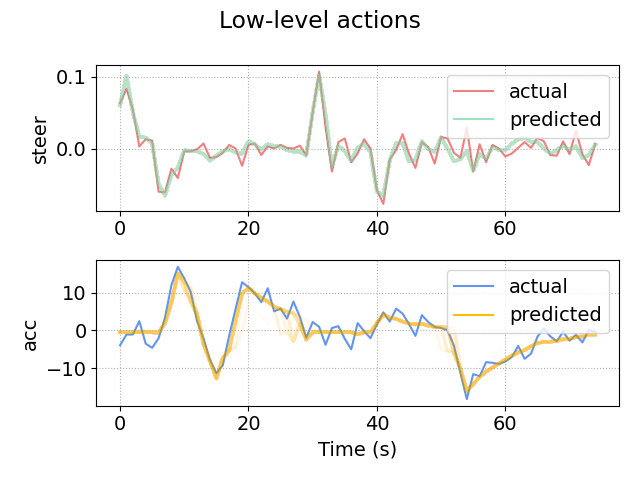 Low-level actions
steer
0.1
0.0
actual
predicted
0
20
40
60
acc
10
0
−10
actual
predicted
0
20
40
60
Time (s)